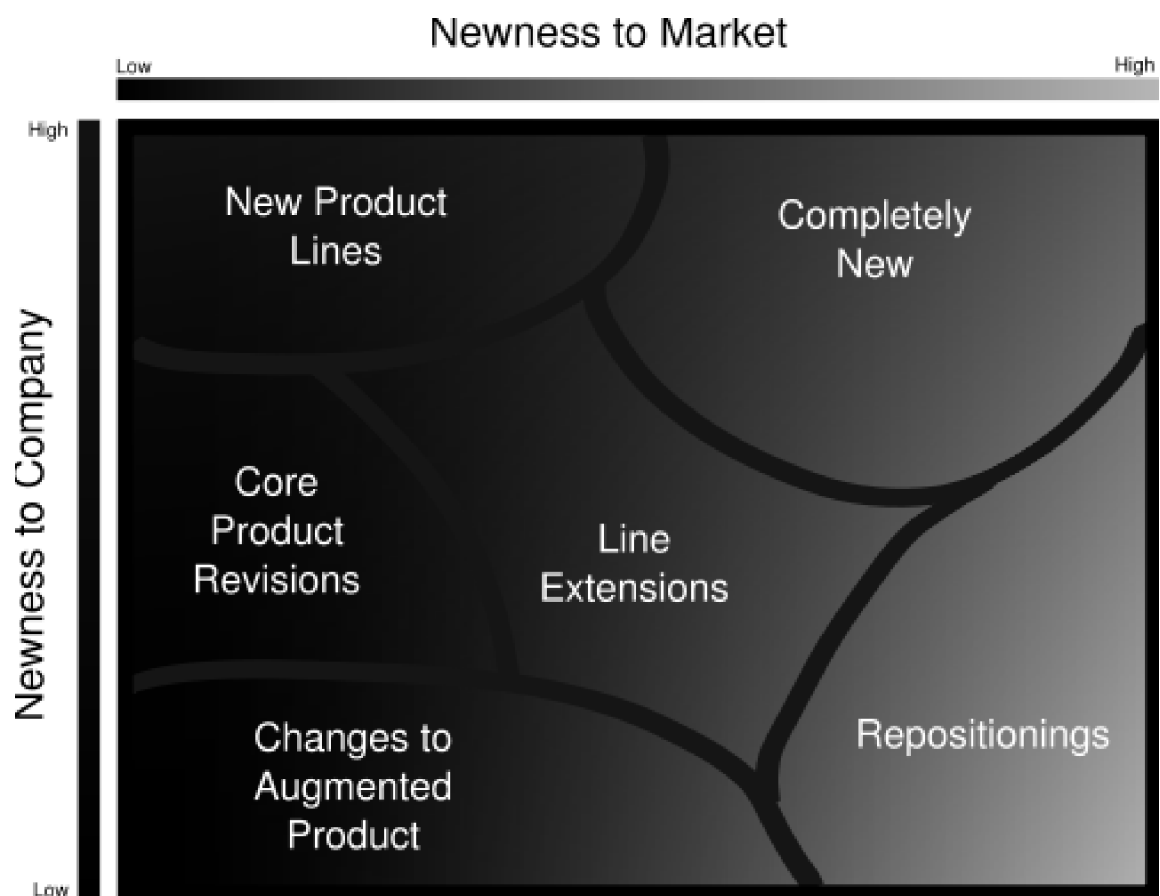 Newness to Market
Low
High
High
Newness to Company
Low
New Product
Lines
Completely
New
Core
Product
Revisions
Line
Extensions
Repositionings
Changes to
Augmented
Product